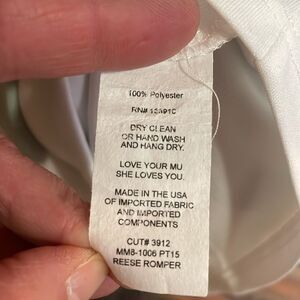 100% Polyester
RN#
DRY CLEAN
OR HAND WASH
AND HANG DRY.
LOVE YOUR MU
SHE LOVES YOU.
MADE IN THE USA
OF IMPORTED FABRIC
AND IMPORTED
COMPONENTS
CUT# 3912
MM8-1006 PT15
REESE ROMPER